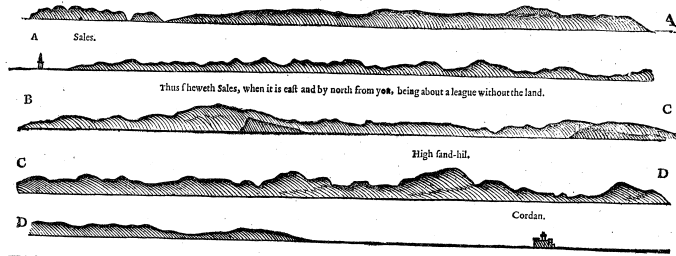 A
A Sales.
Thus sheweth Sales, when it is east and by north from you, being about a league without the land.
B C
High sand-hil.
C D
Cordan.
D